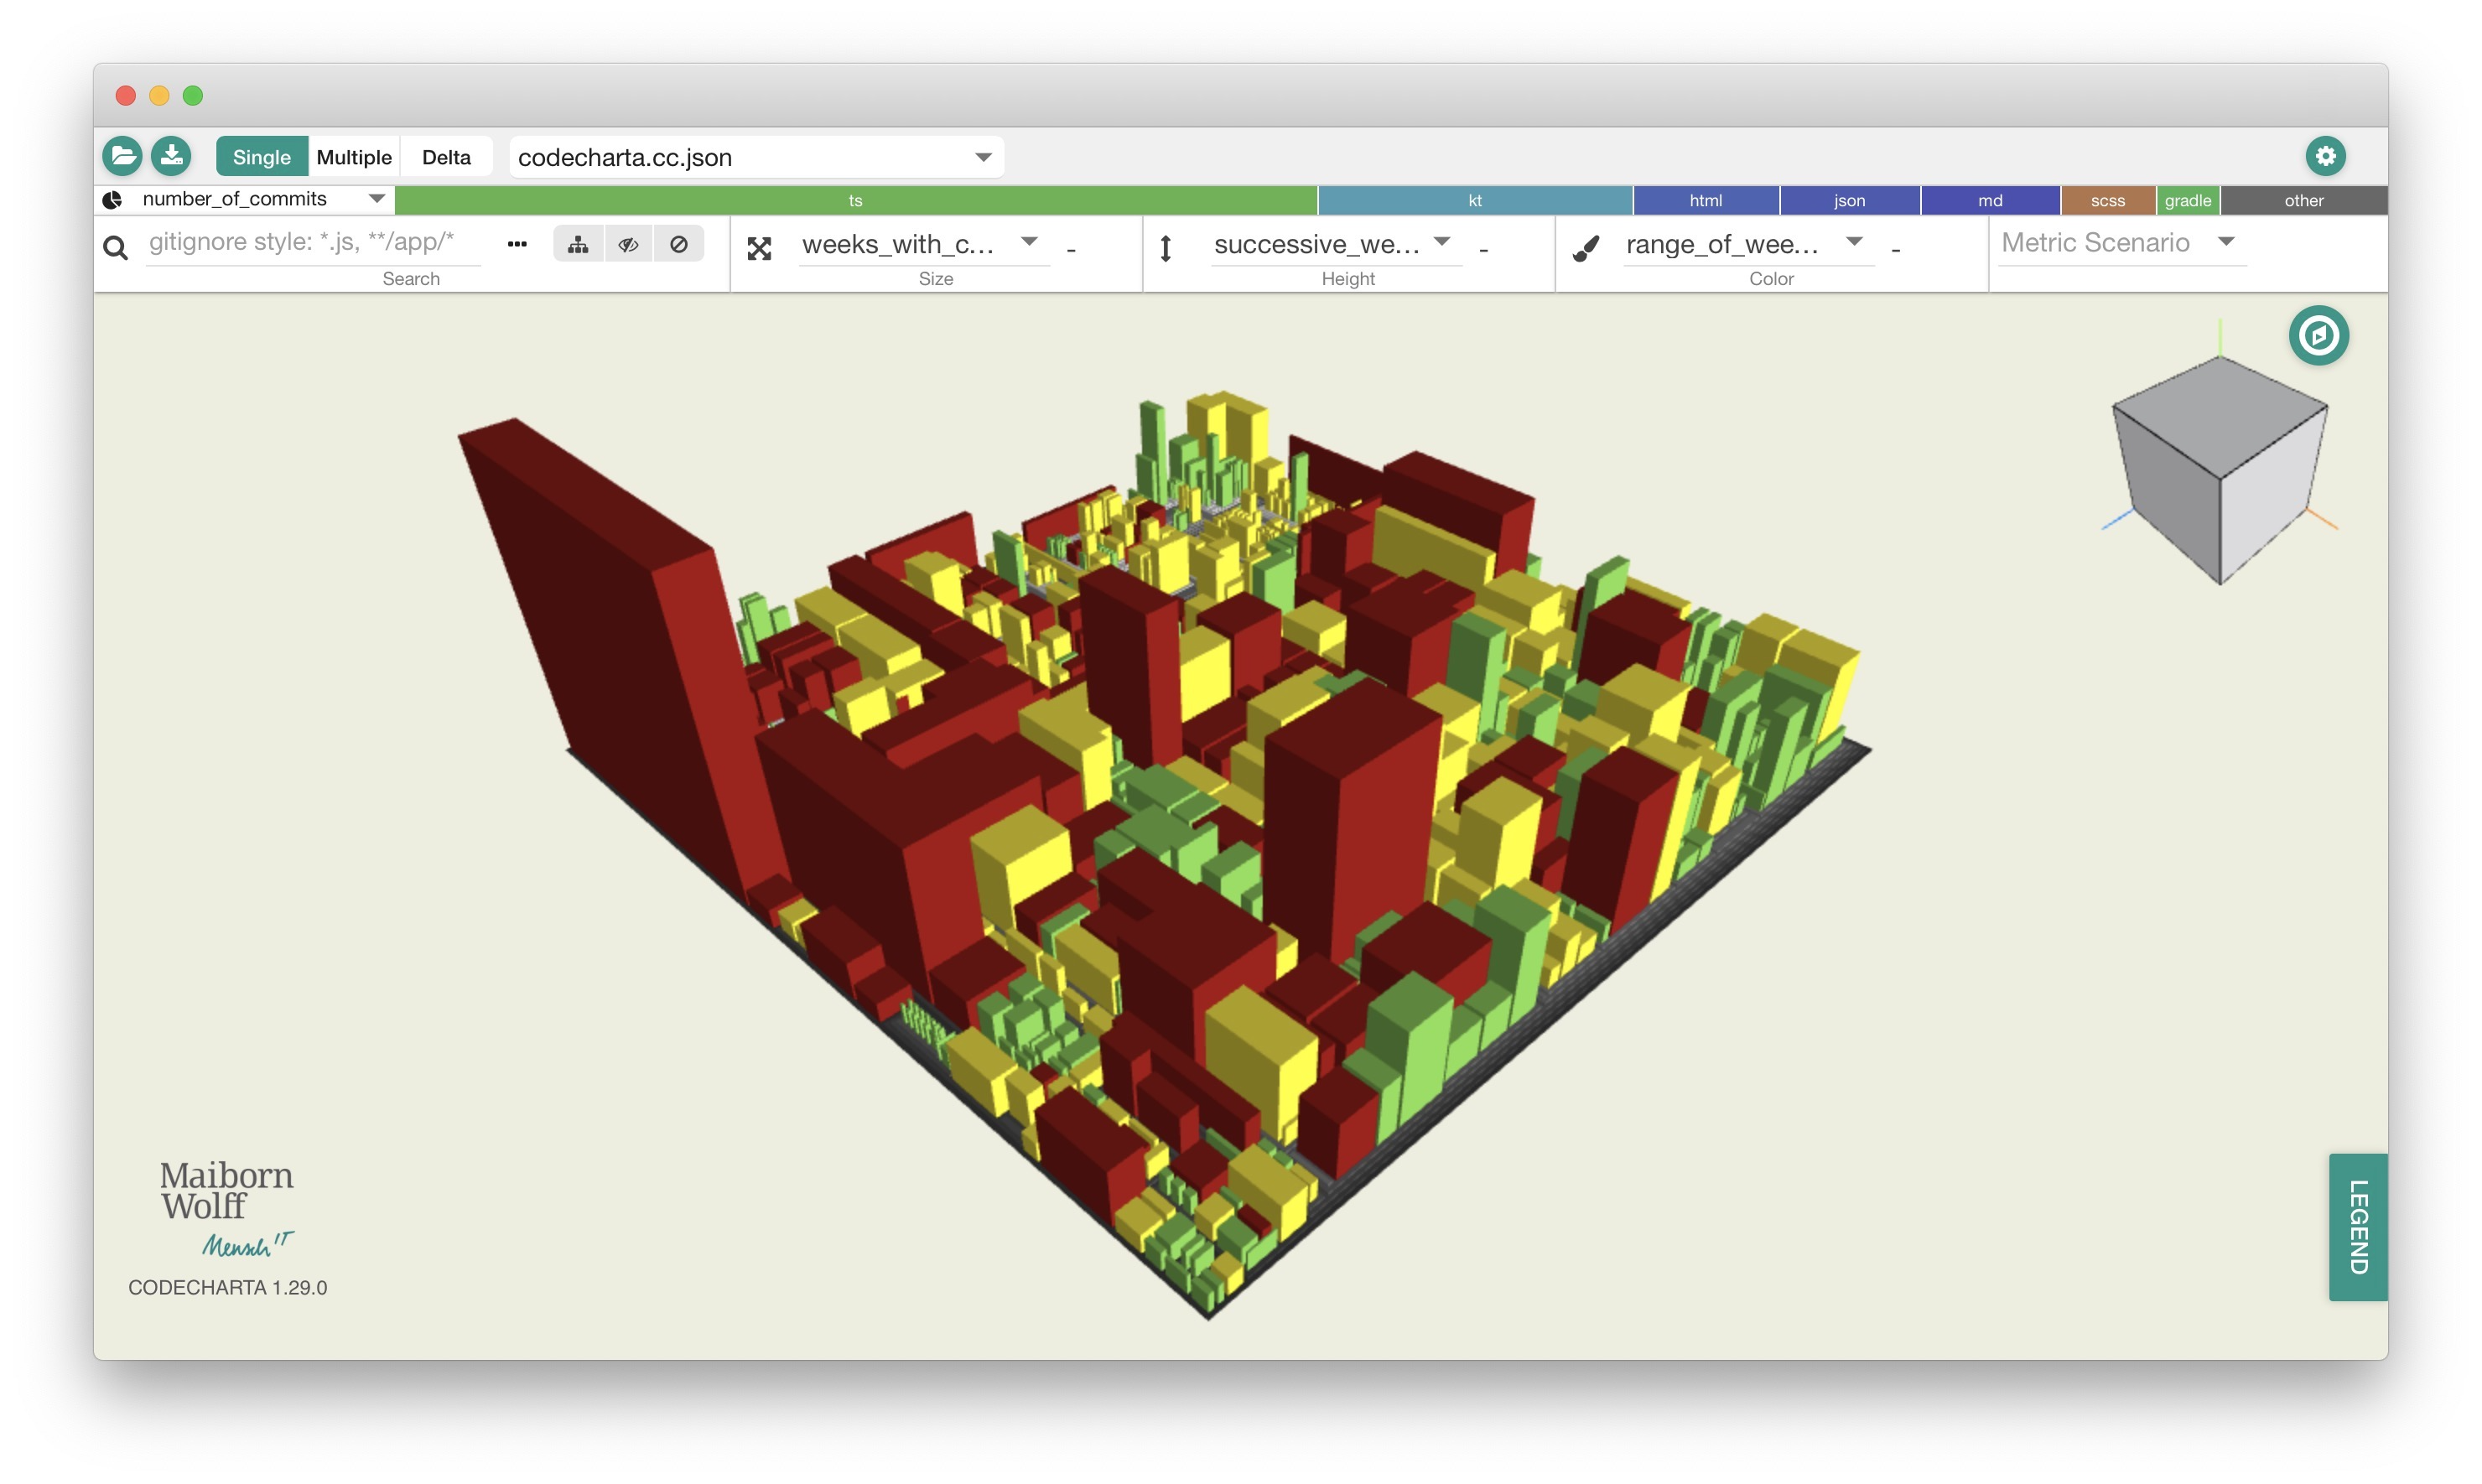 Single Multiple Delta codecharta.cc.json
number_of_commits ts kt html json md scss gradle other
gitignore style: *.js, **/app/* weeks_with_c... - successive_we... - range_of_wee... - Metric Scenario
Search Size Height Color
LEGEND
Maiborn
Wolff
Mensch IT
CODECHARTA 1.29.0